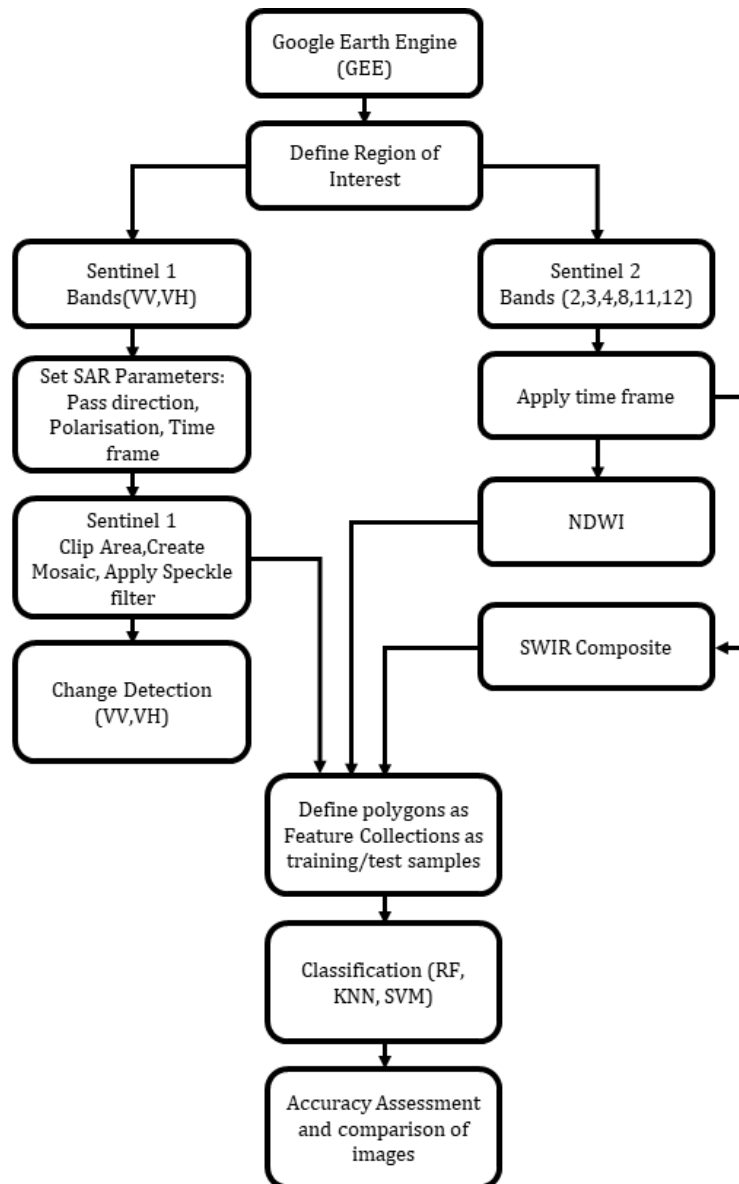 Google Earth Engine
(GEE)
Define Region of
Interest
Sentinel 1
Bands(VV,VH)
Set SAR Parameters:
Pass direction,
Polarisation, Time
frame
Sentinel 1
Clip Area,Create
Mosaic, Apply Speckle
filter
Change Detection
(VV,VH)
Sentinel 2
Bands (2,3,4,8,11,12)
Apply time frame
NDWI
SWIR Composite
Define polygons as
Feature Collections as
training/test samples
Classification (RF,
KNN, SVM)
Accuracy Assessment
and comparison of
images